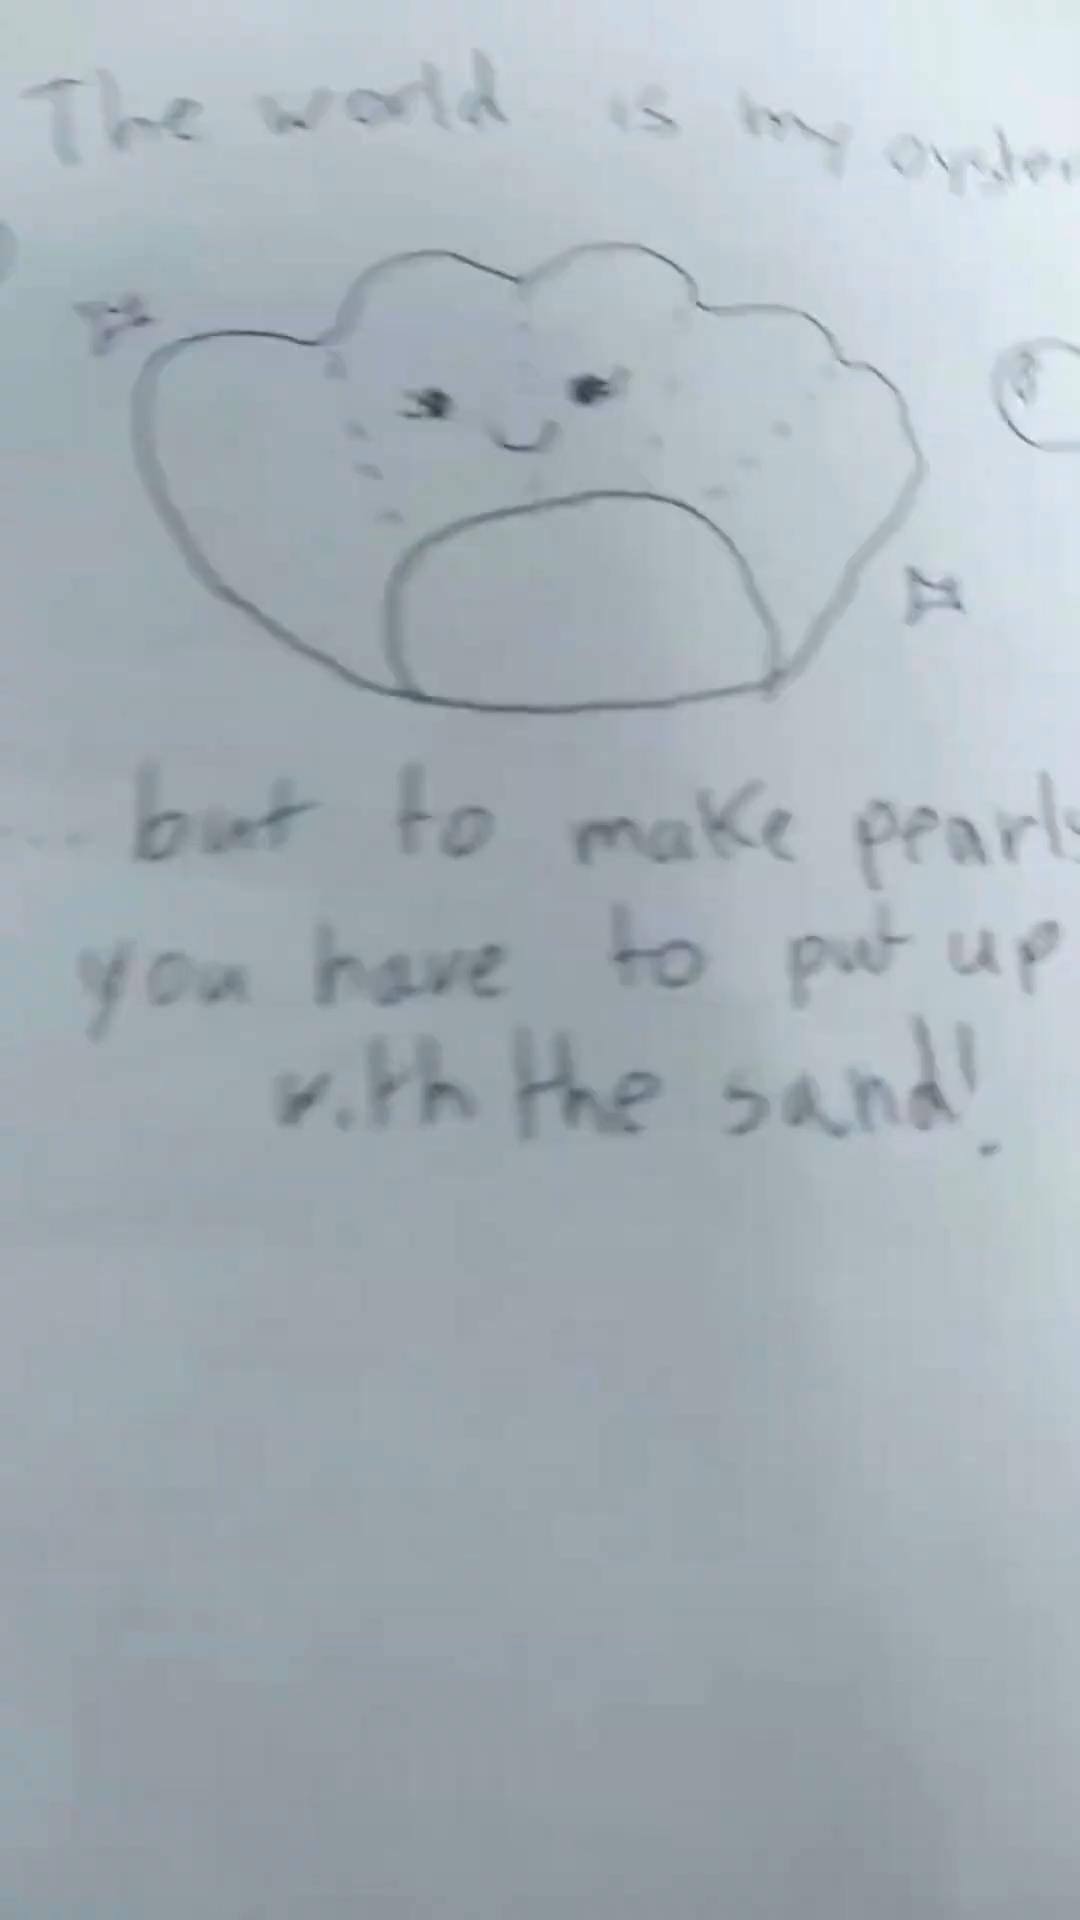 The world is my oyster
... but to make pearls
you have to put up
with the sand!